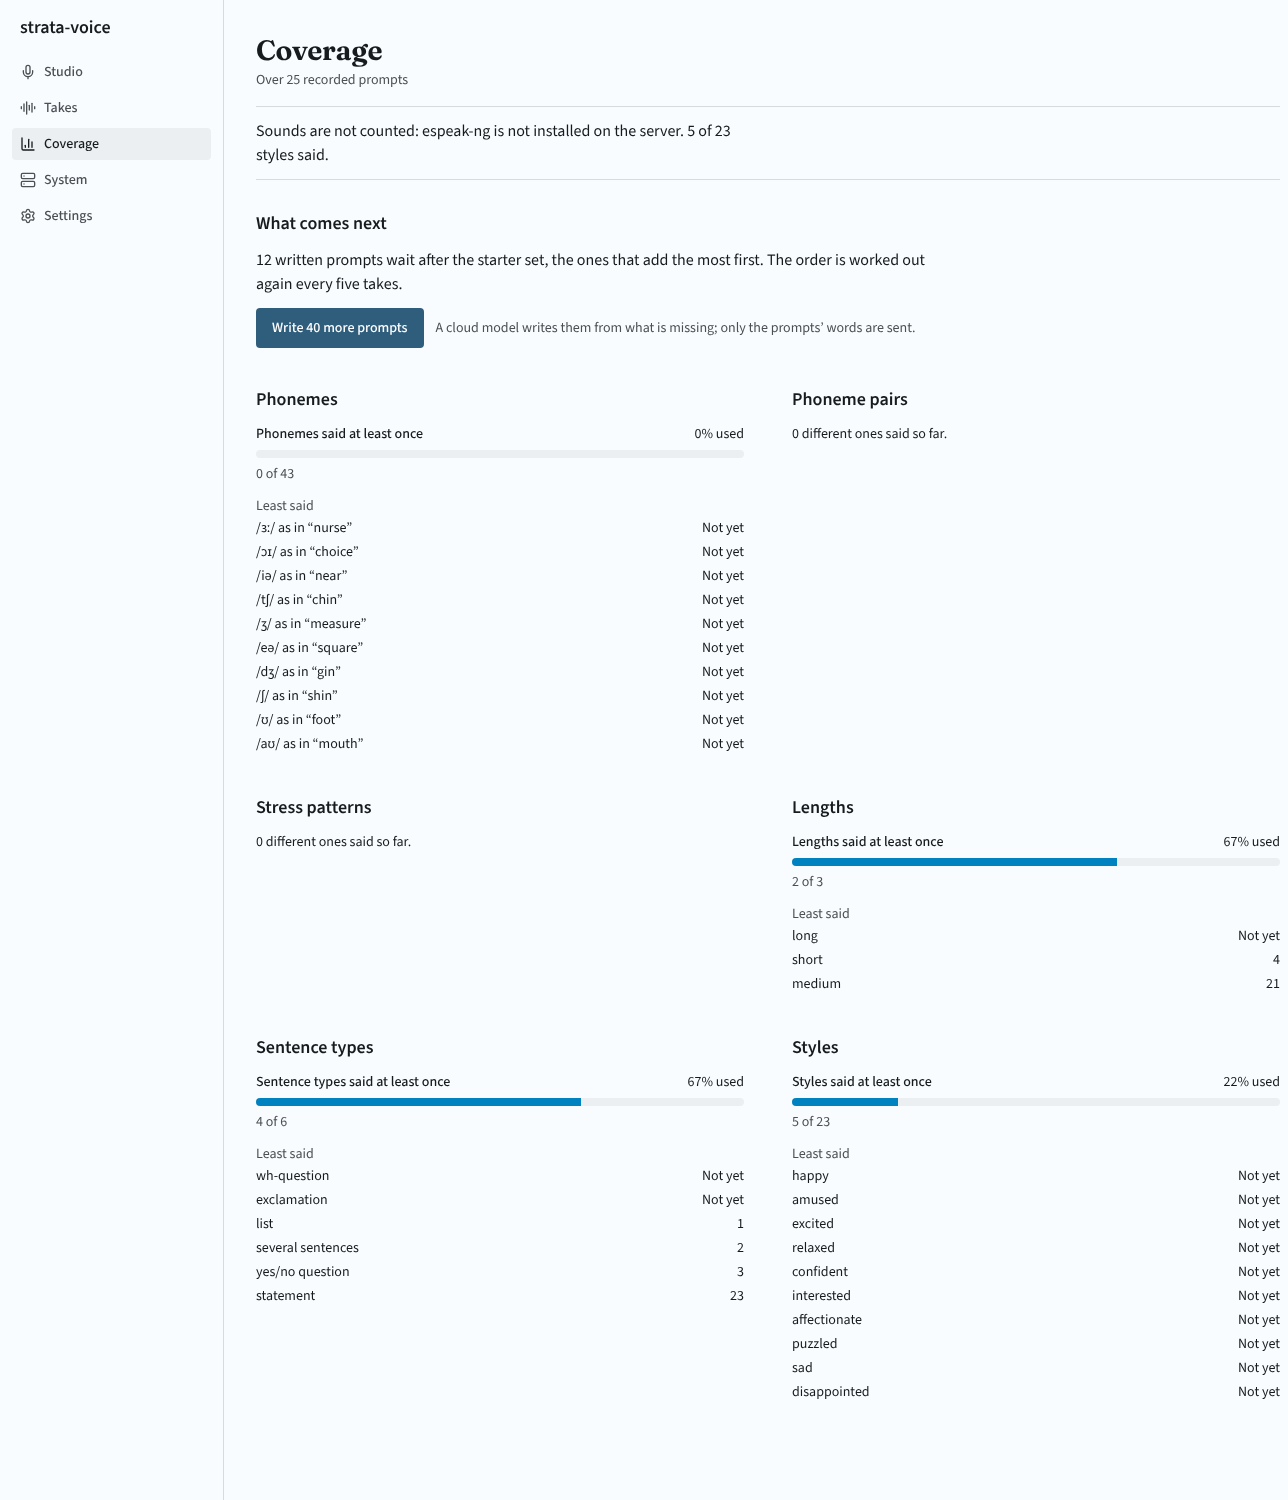 strata-voice
Studio
Takes
Coverage
System
Settings
Coverage
Over 25 recorded prompts
Sounds are not counted: espeak-ng is not installed on the server. 5 of 23
styles said.
What comes next
12 written prompts wait after the starter set, the ones that add the most first. The order is worked out
again every five takes.
Write 40 more prompts
A cloud model writes them from what is missing; only the prompts’ words are sent.
Phonemes
Phonemes said at least once 0% used
0 of 43
Least said
/ɜː/ as in “nurse” Not yet
/ɔɪ/ as in “choice” Not yet
/iə/ as in “near” Not yet
/tʃ/ as in “chin” Not yet
/ʒ/ as in “measure” Not yet
/eə/ as in “square” Not yet
/dʒ/ as in “gin” Not yet
/ʃ/ as in “shin” Not yet
/ʊ/ as in “foot” Not yet
/aʊ/ as in “mouth” Not yet
Phoneme pairs
0 different ones said so far.
Stress patterns
0 different ones said so far.
Lengths
Lengths said at least once 67% used
2 of 3
Least said
long Not yet
short 4
medium 21
Sentence types
Sentence types said at least once 67% used
4 of 6
Least said
wh-question Not yet
exclamation Not yet
list 1
several sentences 2
yes/no question 3
statement 23
Styles
Styles said at least once 22% used
5 of 23
Least said
happy Not yet
amused Not yet
excited Not yet
relaxed Not yet
confident Not yet
interested Not yet
affectionate Not yet
puzzled Not yet
sad Not yet
disappointed Not yet